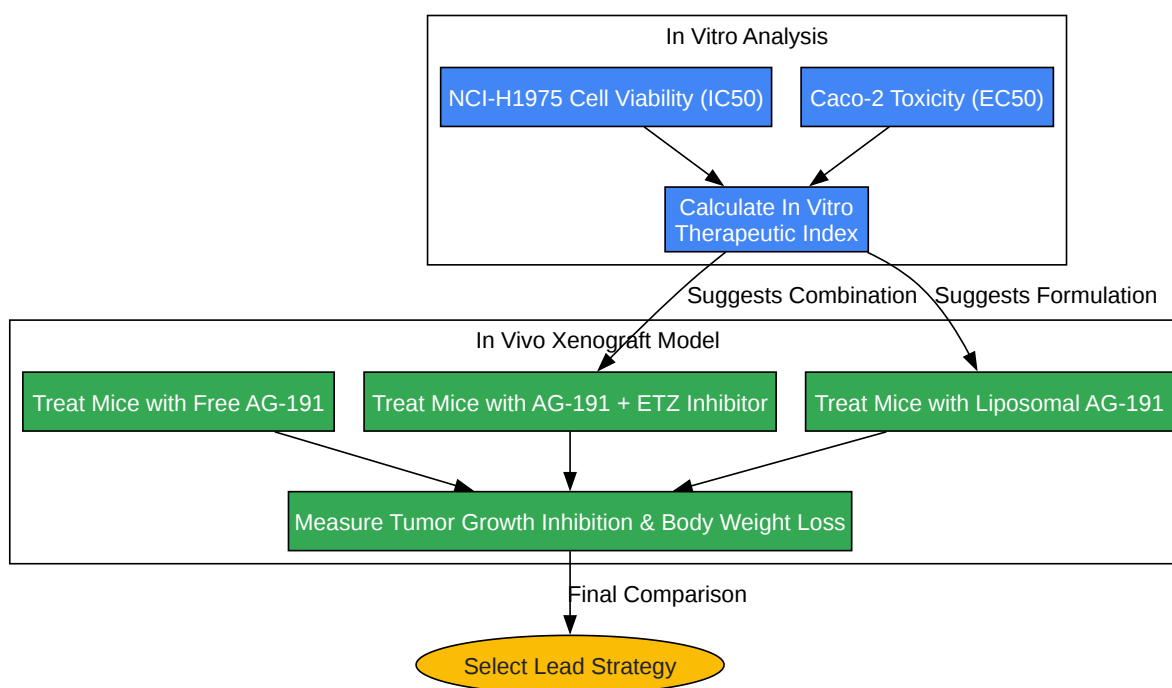 In Vitro Analysis
NCI-H1975 Cell Viability (IC50)
Caco-2 Toxicity (EC50)
Calculate In Vitro
Therapeutic Index
Suggests Combination
Suggests Formulation
In Vivo Xenograft Model
Treat Mice with Free AG-191
Treat Mice with AG-191 + ETZ Inhibitor
Treat Mice with Liposomal AG-191
Measure Tumor Growth Inhibition & Body Weight Loss
Final Comparison
Select Lead Strategy